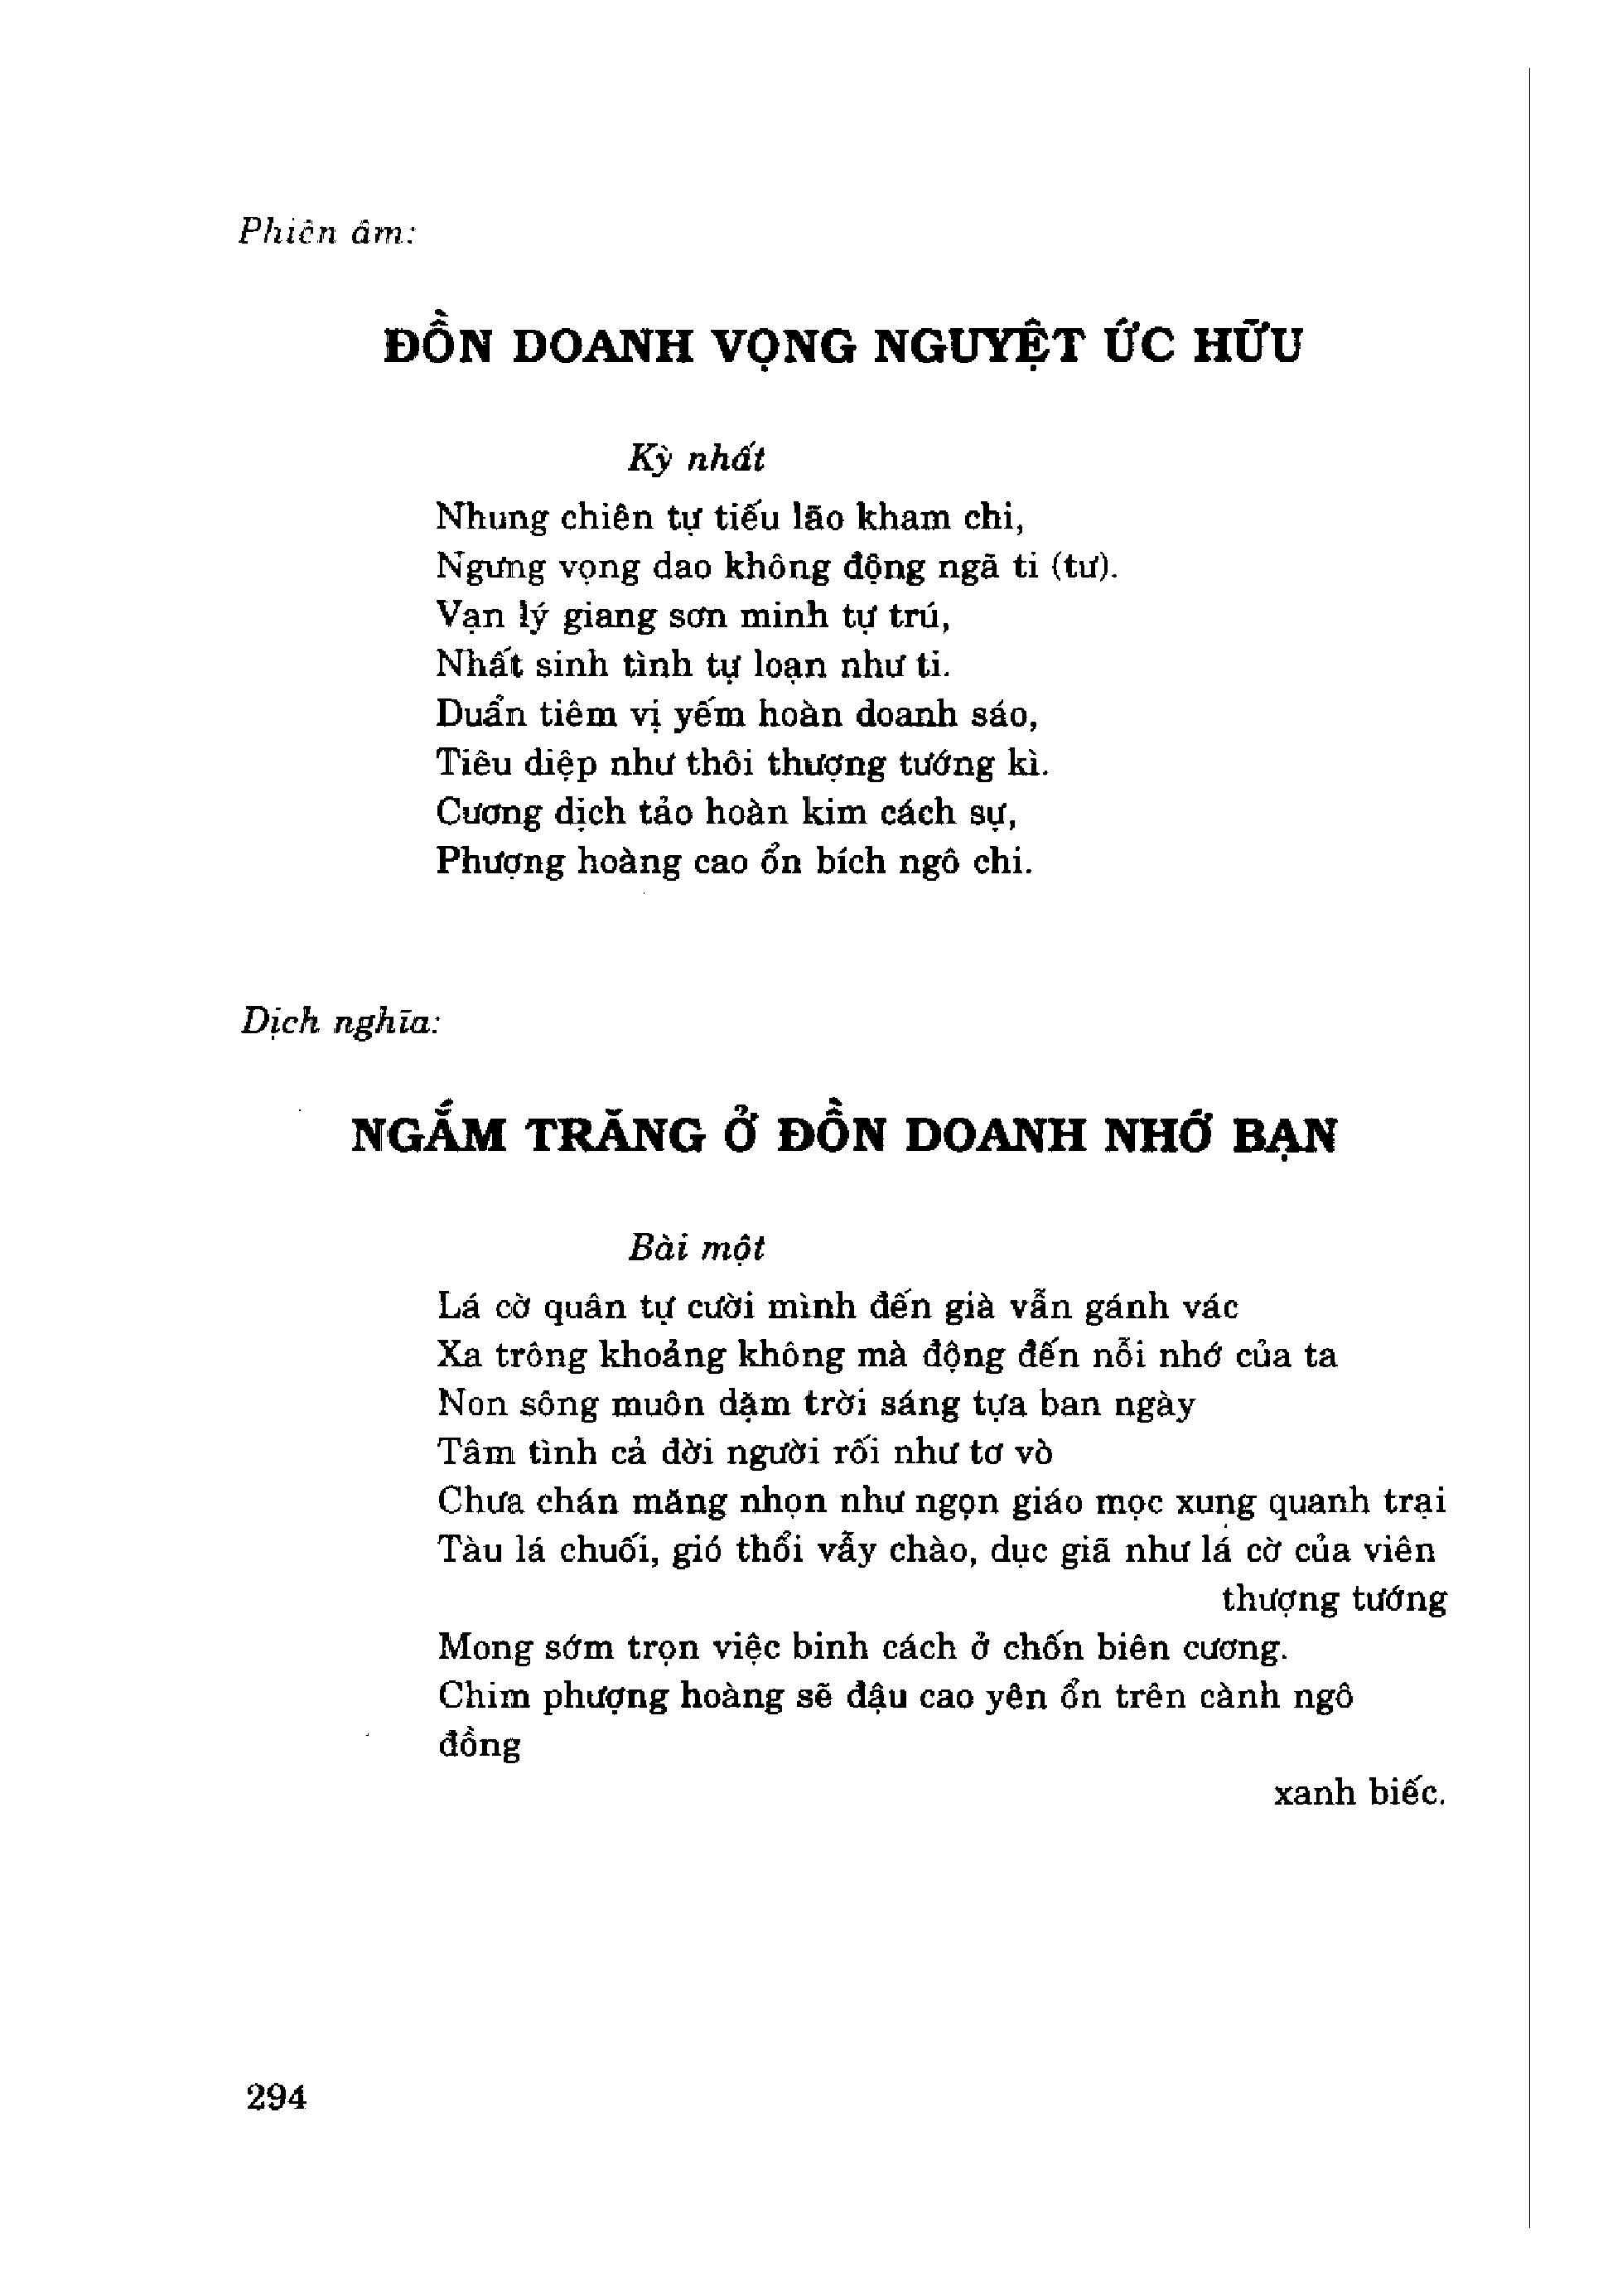 Phiên âm:
ĐỒN DOANH VỌNG NGUYỆT ỨC HỮU
Kỳ nhất
Nhung chiên tự tiếu lão kham chi,
Ngưng vọng dao không động ngã ti (tư).
Vạn lý giang sơn minh tự trú,
Nhất sinh tình tự loạn như ti.
Duẩn tiêm vị yếm hoàn doanh sáo,
Tiêu diệp như thôi thượng tướng kì.
Cương dịch tảo hoàn kim cách sự,
Phượng hoàng cao ổn bích ngô chi.
Dịch nghĩa:
NGẮM TRĂNG Ở ĐỒN DOANH NHỚ BẠN
Bài một
Lá cờ quân tự cười mình đến già vẫn gánh vác
Xa trông khoảng không mà động đến nỗi nhớ của ta
Non sông muôn dặm trời sáng tựa ban ngày
Tâm tình cả đời người rối như tơ vò
Chưa chán măng nhọn như ngọn giáo mọc xung quanh trại
Tàu lá chuối, gió thổi vẫy chào, dục giã như lá cờ của viên
thượng tướng
Mong sớm trọn việc binh cách ở chốn biên cương.
Chim phượng hoàng sẽ đậu cao yên ổn trên cành ngô
đồng
xanh biếc.
294